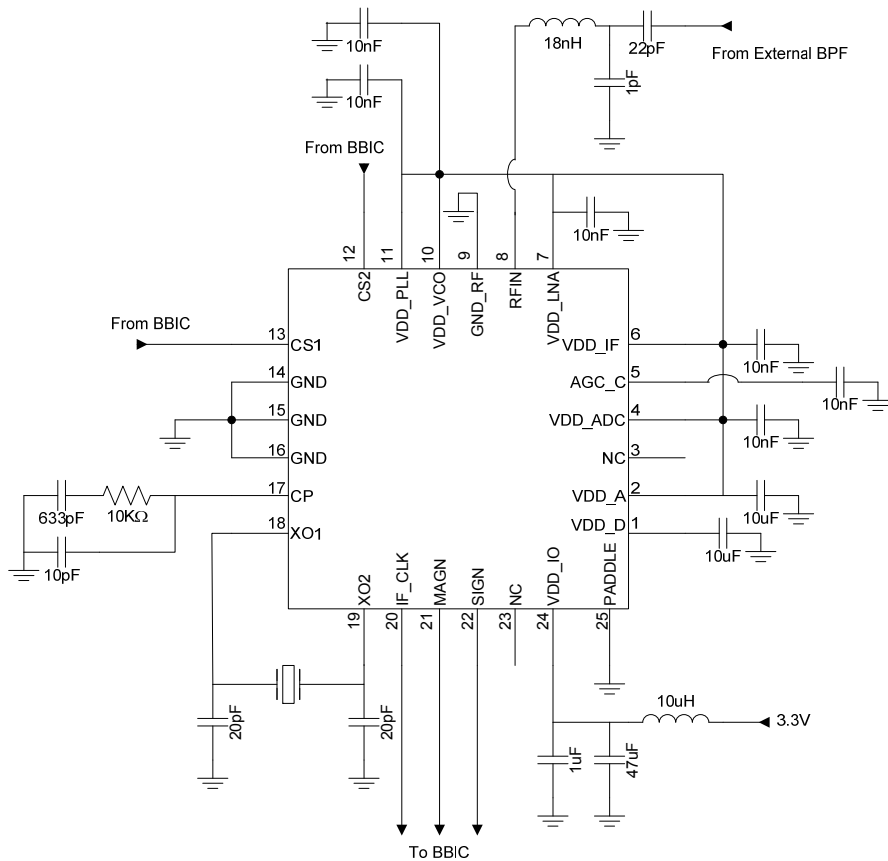 10nF
18nH
22pF
From External BPF
10nF
1pF
From BBIC
10nF
12
11
10
9
8
7
CS2
VDD_PLL
VDD_VCO
GND_RF
RFIN
VDD_LNA
From BBIC
13
CS1
VDD_IF
6
10nF
14
GND
AGC_C
5
10nF
15
GND
VDD_ADC
4
10nF
16
GND
NC
3
17
CP
VDD_A
2
633pF
10KΩ
10uF
18
XO1
VDD_D
1
10uF
10pF
XO2
IF_CLK
MAGN
SIGN
NC
VDD_IO
PADDLE
19
20
21
22
23
24
25
20pF
20pF
10uH
3.3V
1uF
47uF
To BBIC